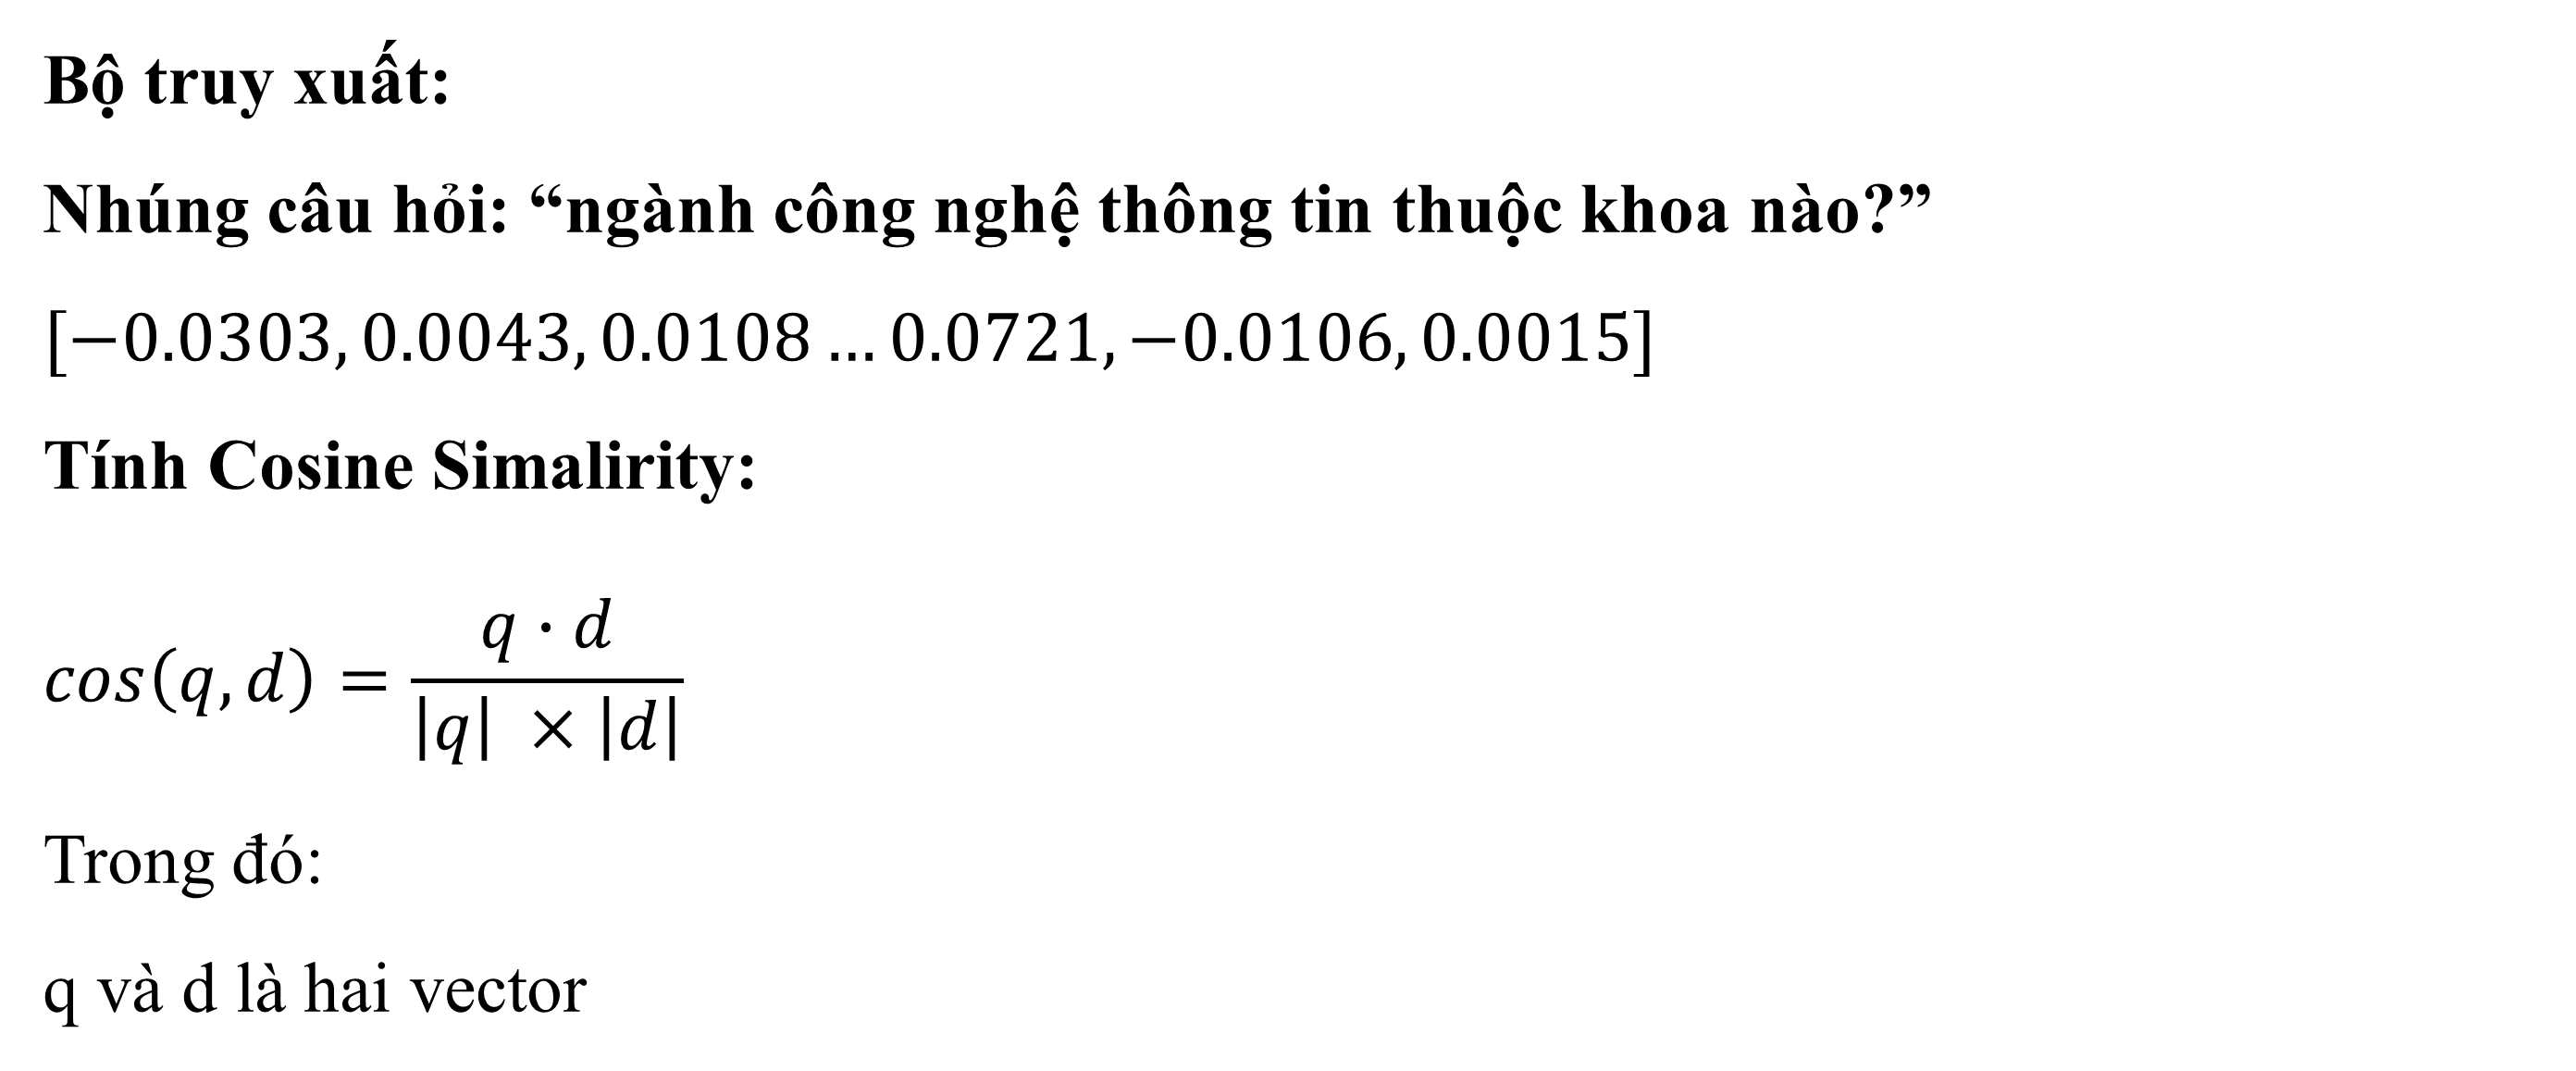 Bộ truy xuất:
Nhúng câu hỏi: “ngành công nghệ thông tin thuộc khoa nào?”
[−0.0303, 0.0043, 0.0108 … 0.0721, −0.0106, 0.0015]
Tính Cosine Simalirity:
cos(q, d) = q · d / |q| × |d|
Trong đó:
q và d là hai vector